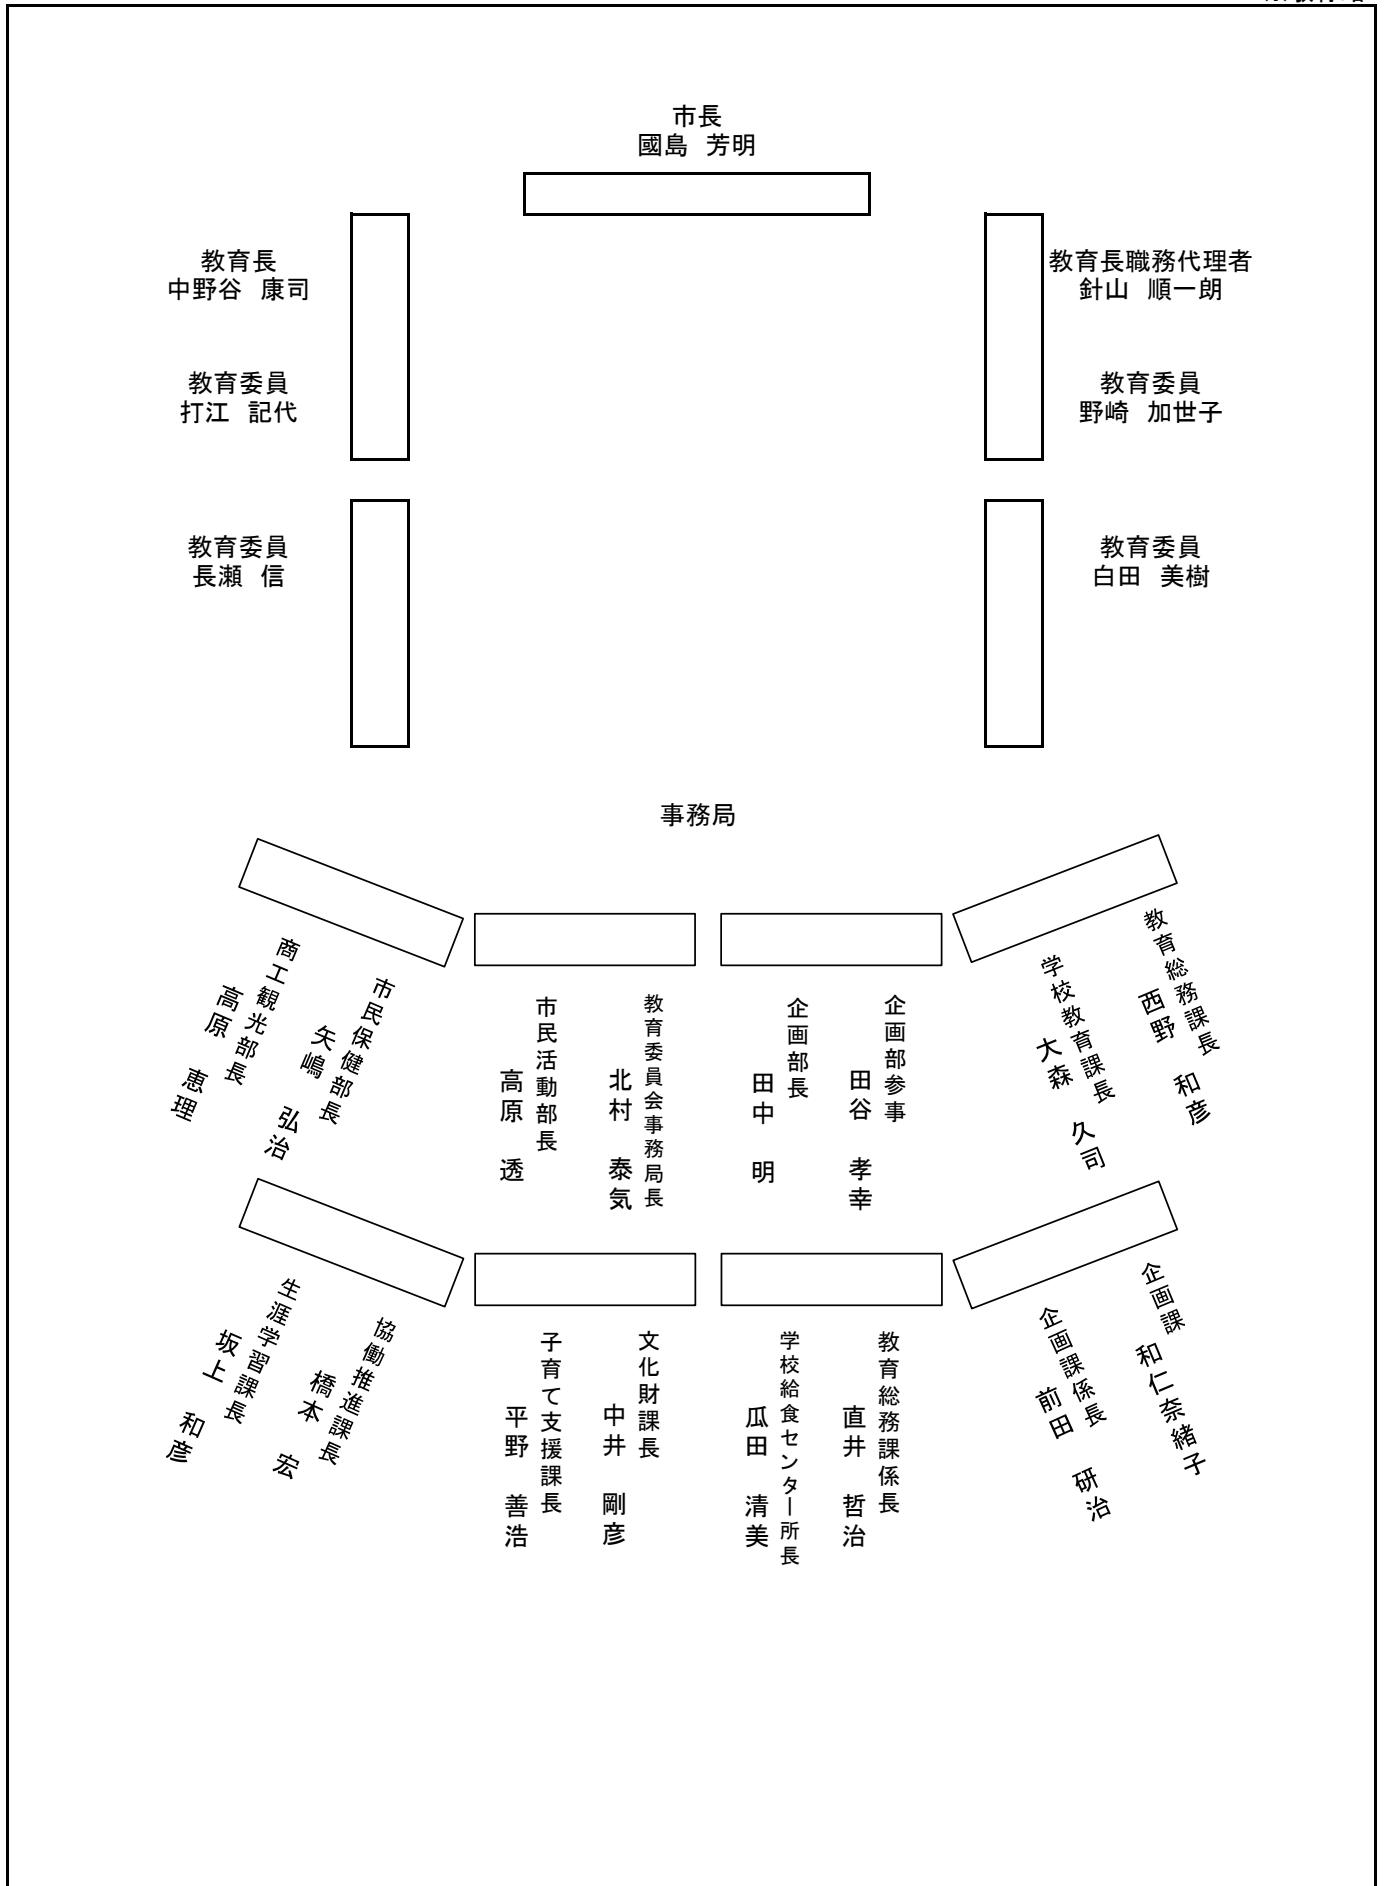 市長
國島 芳明
教育長
中野谷 康司
教育長職務代理者
針山 順一朗
教育委員
打江 記代
教育委員
野崎 加世子
教育委員
長瀬 信
教育委員
白田 美樹
事務局
商工観光部長
高原 恵理
市民保健部長
矢嶋 弘治
市民活動部長
高原 透
教育委員会事務局長
北村 泰気
企画部長
田中 明
企画部参事
田谷 孝幸
学校教育課長
大森 久司
教育総務課長
西野 和彦
生涯学習課長
坂上 和彦
協働推進課長
橋本 宏
子育て支援課長
平野 善浩
文化財課長
中井 剛彦
学校給食センター所長
瓜田 清美
教育総務課係長
直井 哲治
企画課係長
前田 研治
企画課
和仁奈緒子